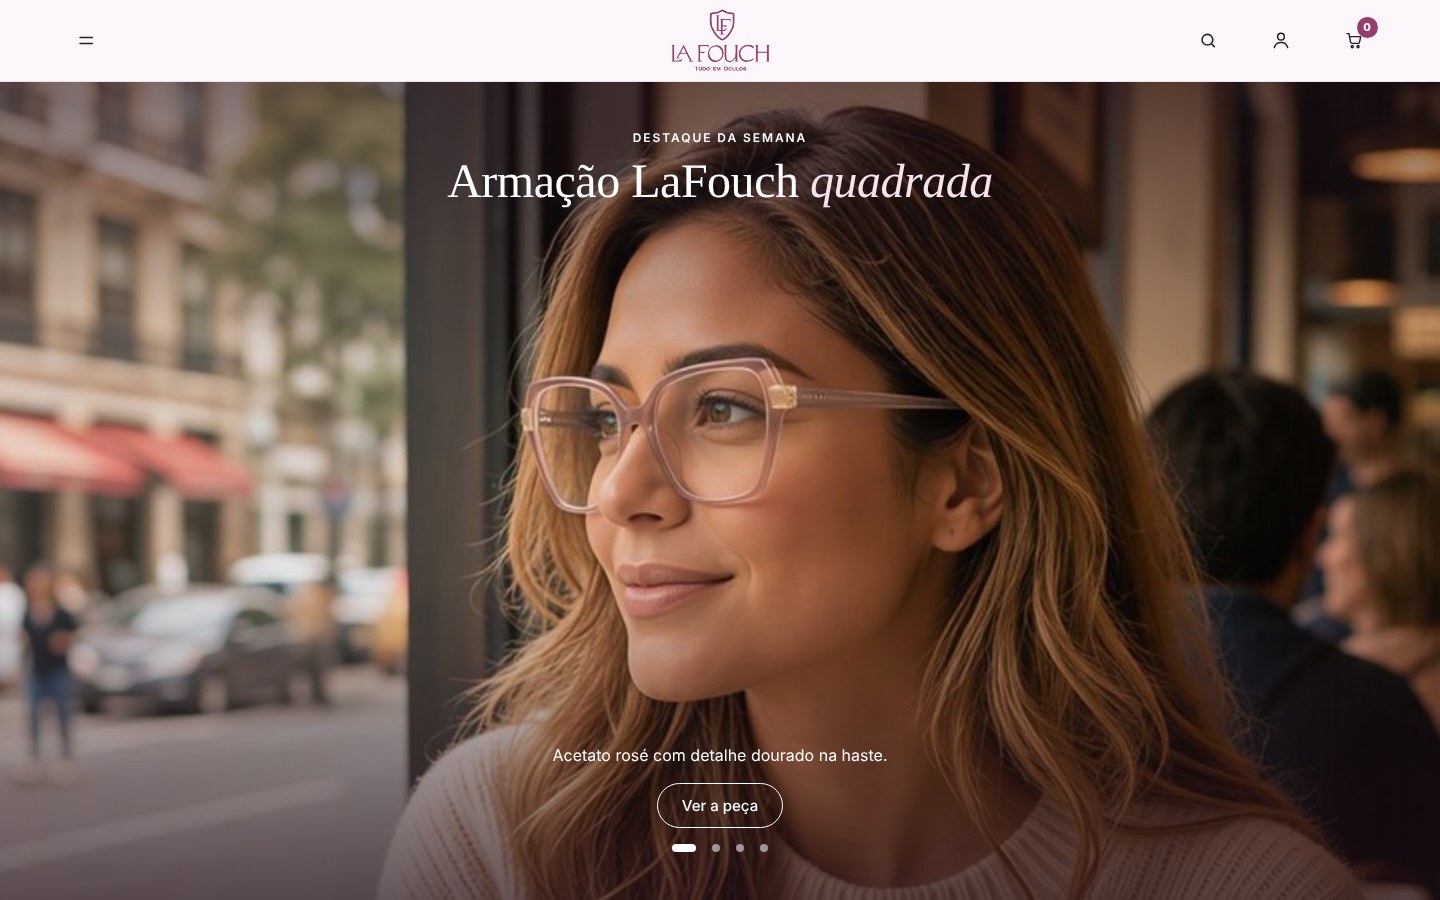 LF
LA FOUCH
TUDO EM ÓCULOS
0
DESTAQUE DA SEMANA
Armação LaFouch quadrada
Acetato rosé com detalhe dourado na haste.
Ver a peça